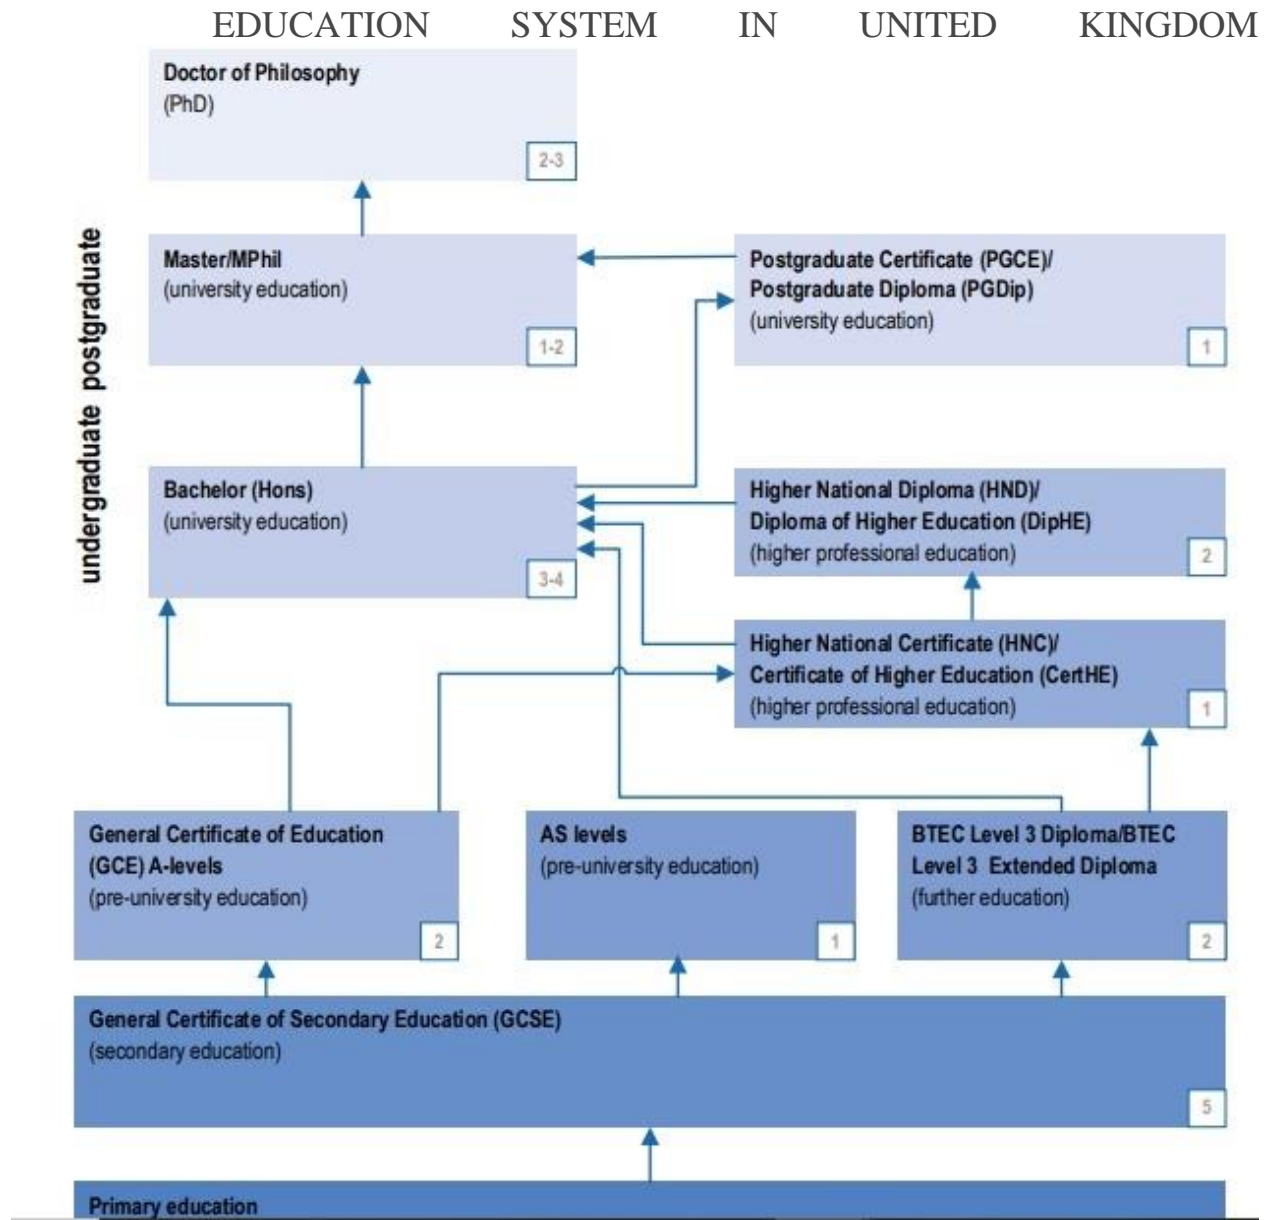 EDUCATION SYSTEM IN UNITED KINGDOM
Doctor of Philosophy
(PhD)
2-3
undergraduate postgraduate
Master/MPhil
(university education)
1-2
Postgraduate Certificate (PGCE)/
Postgraduate Diploma (PGDip)
(university education)
1
Bachelor (Hons)
(university education)
3-4
Higher National Diploma (HND)/
Diploma of Higher Education (DipHE)
(higher professional education)
2
Higher National Certificate (HNC)/
Certificate of Higher Education (CertHE)
(higher professional education)
1
General Certificate of Education
(GCE) A-levels
(pre-university education)
2
AS levels
(pre-university education)
1
BTEC Level 3 Diploma/BTEC
Level 3 Extended Diploma
(further education)
2
General Certificate of Secondary Education (GCSE)
(secondary education)
5
Primary education